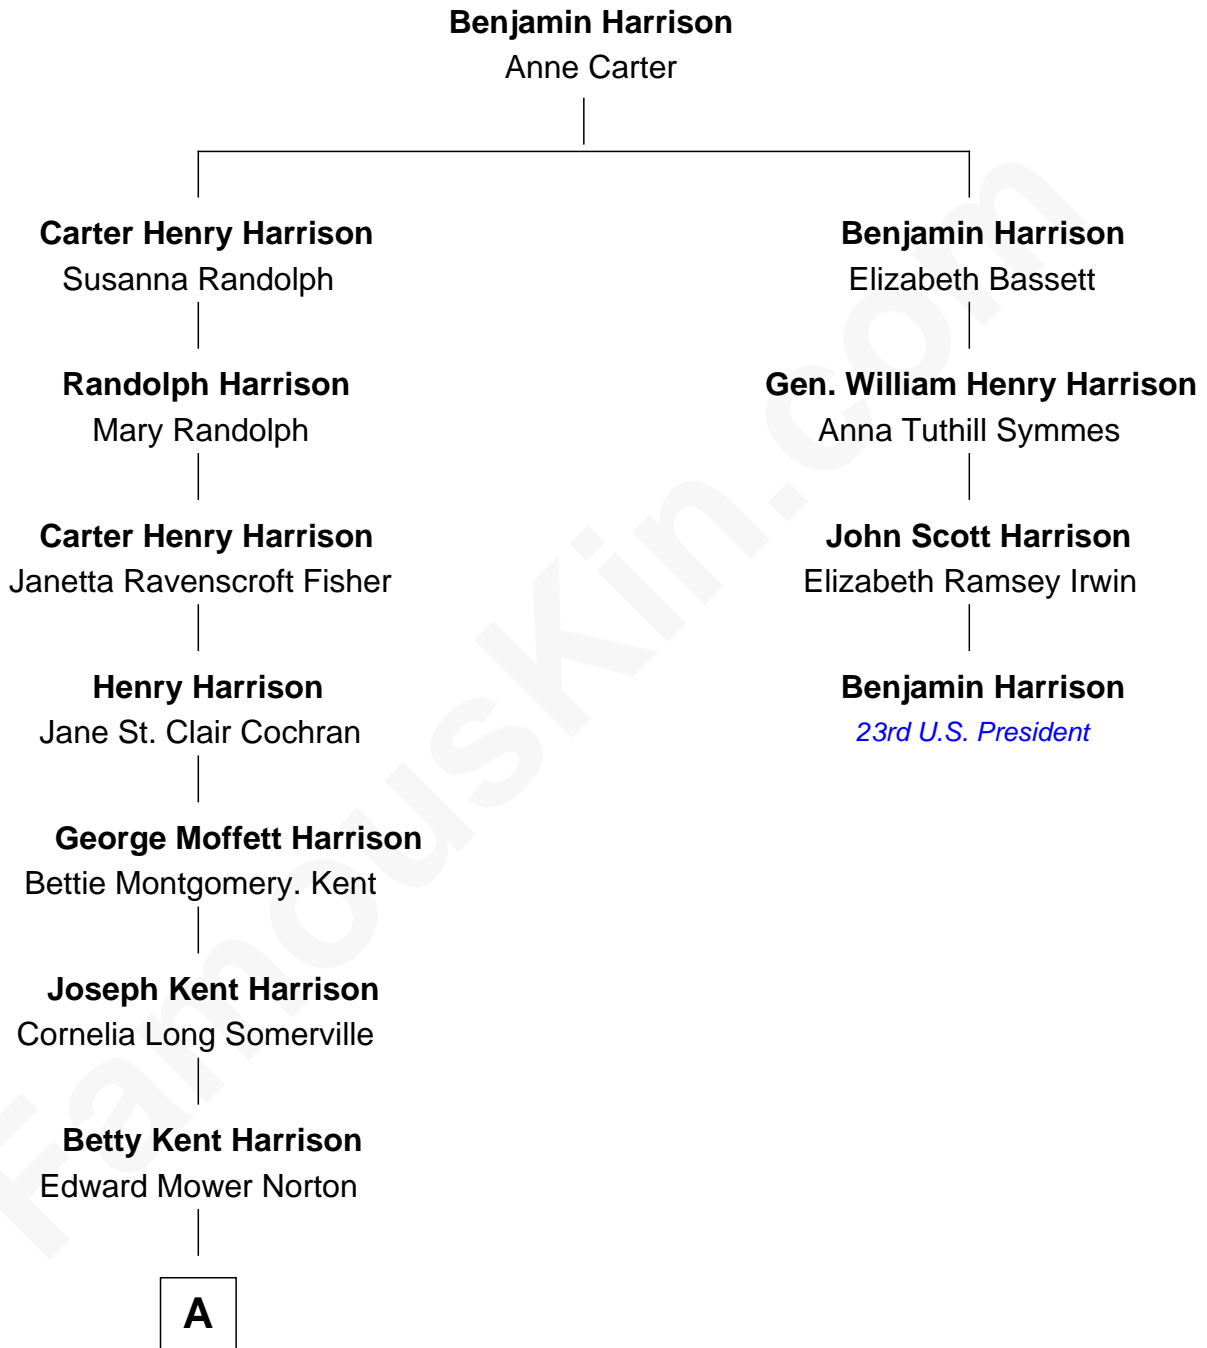 Benjamin Harrison
Anne Carter
Carter Henry Harrison
Susanna Randolph
Randolph Harrison
Mary Randolph
Carter Henry Harrison
Janetta Ravenscroft Fisher
Henry Harrison
Jane St. Clair Cochran
George Moffett Harrison
Bettie Montgomery. Kent
Joseph Kent Harrison
Cornelia Long Somerville
Betty Kent Harrison
Edward Mower Norton
A
Benjamin Harrison
Elizabeth Bassett
Gen. William Henry Harrison
Anna Tuthill Symmes
John Scott Harrison
Elizabeth Ramsey Irwin
Benjamin Harrison
23rd U.S. President
FamousKin.com